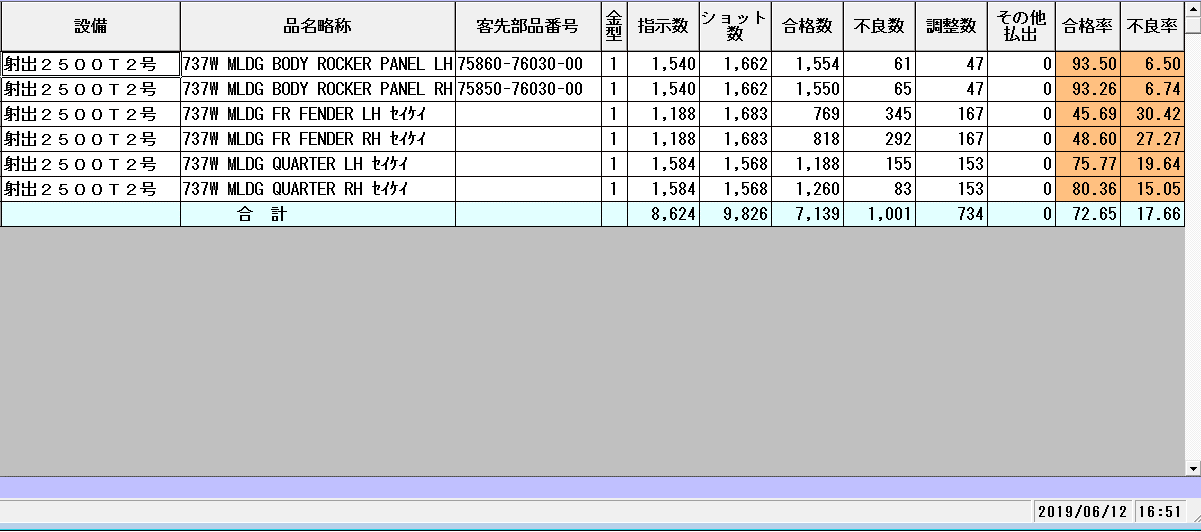 設備 品名略称 客先部品番号 金型 指示数 ショット数 合格数 不良数 調整数 その他払出 合格率 不良率
射出２５００Ｔ２号 737W MLDG BODY ROCKER PANEL LH 75860-76030-00 1 1,540 1,662 1,554 61 47 0 93.50 6.50
射出２５００Ｔ２号 737W MLDG BODY ROCKER PANEL RH 75850-76030-00 1 1,540 1,662 1,550 65 47 0 93.26 6.74
射出２５００Ｔ２号 737W MLDG FR FENDER LH ｾｲｹｲ 1 1,188 1,683 769 345 167 0 45.69 30.42
射出２５００Ｔ２号 737W MLDG FR FENDER RH ｾｲｹｲ 1 1,188 1,683 818 292 167 0 48.60 27.27
射出２５００Ｔ２号 737W MLDG QUARTER LH ｾｲｹｲ 1 1,584 1,568 1,188 155 153 0 75.77 19.64
射出２５００Ｔ２号 737W MLDG QUARTER RH ｾｲｹｲ 1 1,584 1,568 1,260 83 153 0 80.36 15.05
合　計 8,624 9,826 7,139 1,001 734 0 72.65 17.66
2019/06/12 16:51